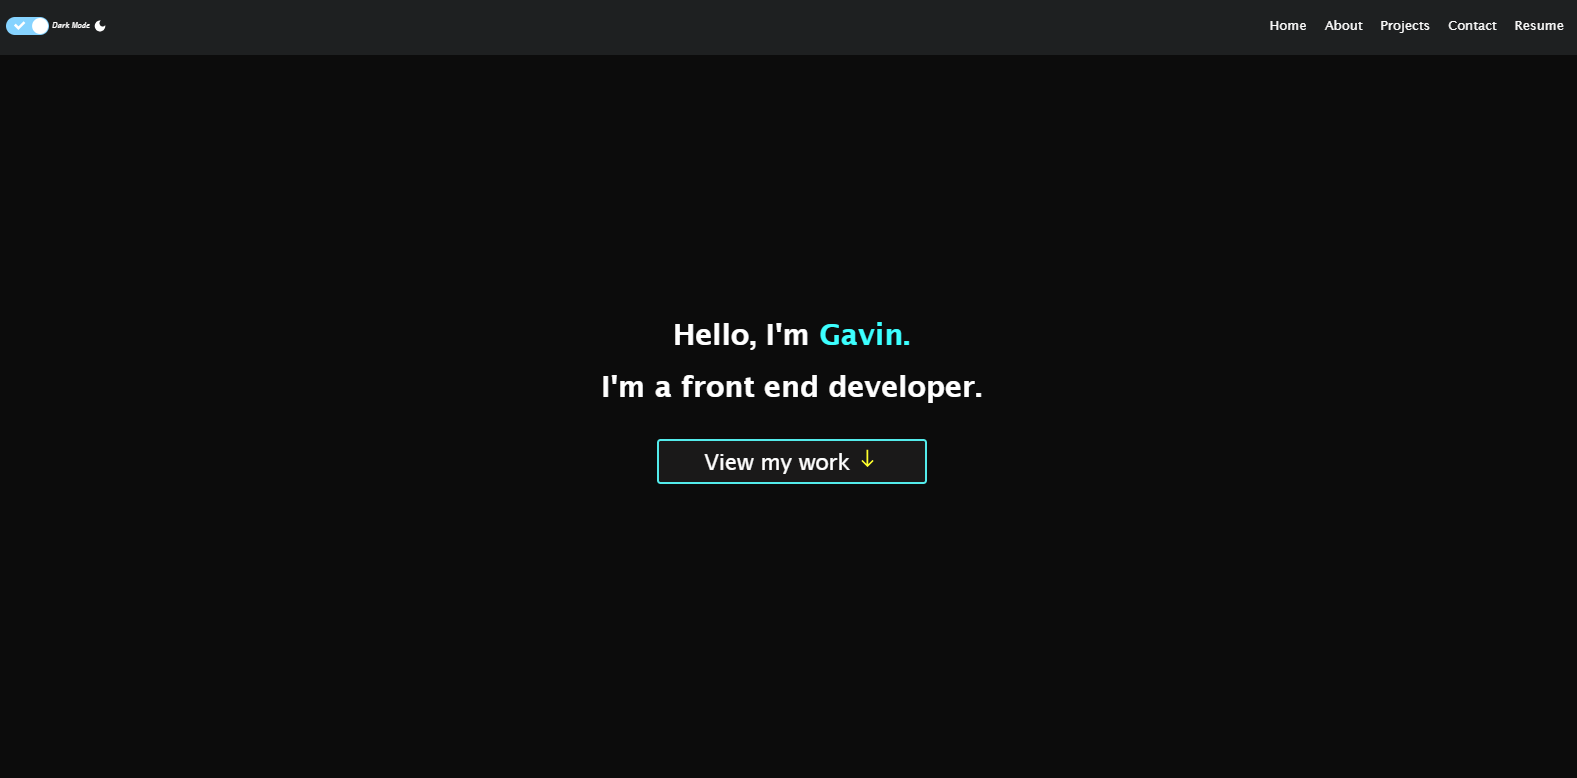 Dark Mode
Home About Projects Contact Resume
Hello, I'm Gavin.
I'm a front end developer.
View my work ↓